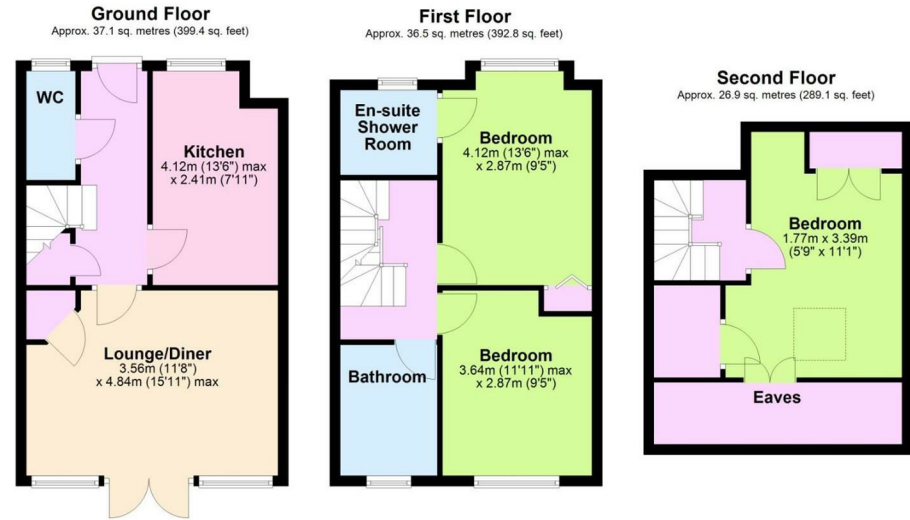 Ground Floor
Approx. 37.1 sq. metres (399.4 sq. feet)
WC
Kitchen
4.12m (13'6") max
x 2.41m (7'11")
Lounge/Diner
3.56m (11'8")
x 4.84m (15'11") max
First Floor
Approx. 36.5 sq. metres (392.8 sq. feet)
En-suite
Shower
Room
Bedroom
4.12m (13'6") max
x 2.87m (9'5")
Bathroom
Bedroom
3.64m (11'11") max
x 2.87m (9'5")
Second Floor
Approx. 26.9 sq. metres (289.1 sq. feet)
Bedroom
1.77m x 3.39m
(5'9" x 11'1")
Eaves